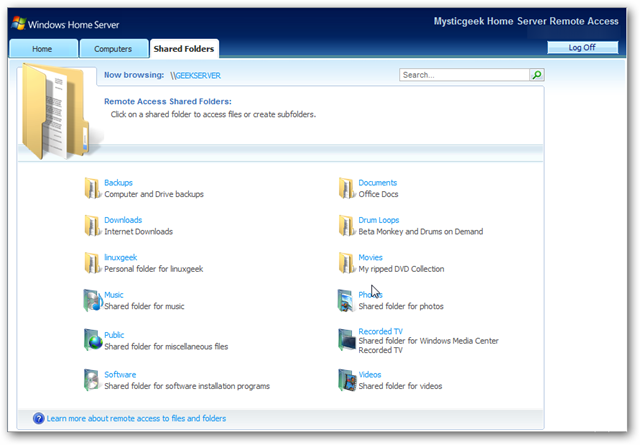 Windows Home Server
Mysticgeek Home Server Remote Access
Home
Computers
Shared Folders
Log Off
Now browsing: \\GEEKSERVER
Search...
Remote Access Shared Folders:
Click on a shared folder to access files or create subfolders.
Backups
Computer and Drive backups
Documents
Office Docs
Downloads
Internet Downloads
Drum Loops
Beta Monkey and Drums on Demand
linuxgeek
Personal folder for linuxgeek
Movies
My ripped DVD Collection
Music
Shared folder for music
Photos
Shared folder for photos
Public
Shared folder for miscellaneous files
Recorded TV
Shared folder for Windows Media Center
Recorded TV
Software
Shared folder for software installation programs
Videos
Shared folder for videos
Learn more about remote access to files and folders